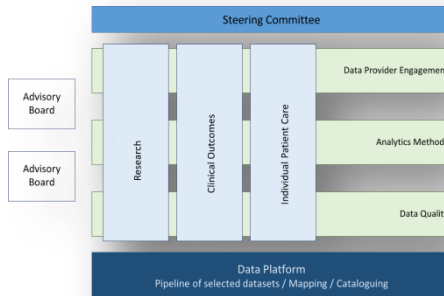 Steering Committee
Data Provider Engagemen
Advisory
Board
Research
Clinical Outcomes
Individual Patient Care
Analytics Method
Advisory
Board
Data Qualit
Data Platform
Pipeline of selected datasets / Mapping / Cataloguing